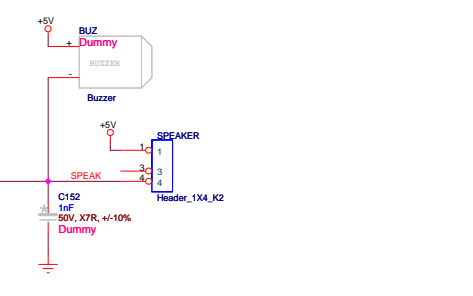 +5V
BUZ
+ Dummy
BUZZER
-
Buzzer
+5V
SPEAKER
1 1
3 3
SPEAK 4 4
Header_1X4_K2
C152
1nF
50V, X7R, +/-10%
Dummy